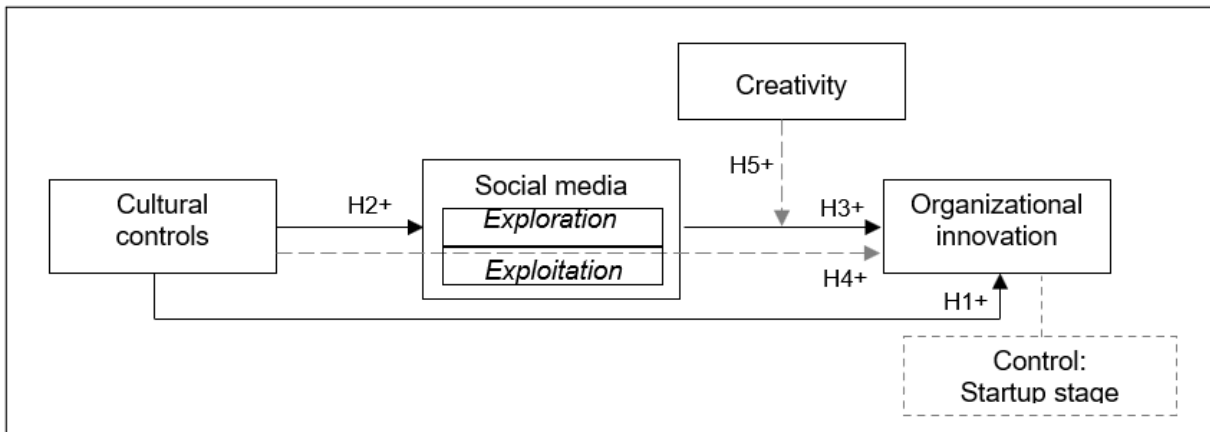 Creativity
H5+
Cultural
controls
H2+
Social media
Exploration
Exploitation
H3+
H4+
Organizational
innovation
H1+
Control:
Startup stage